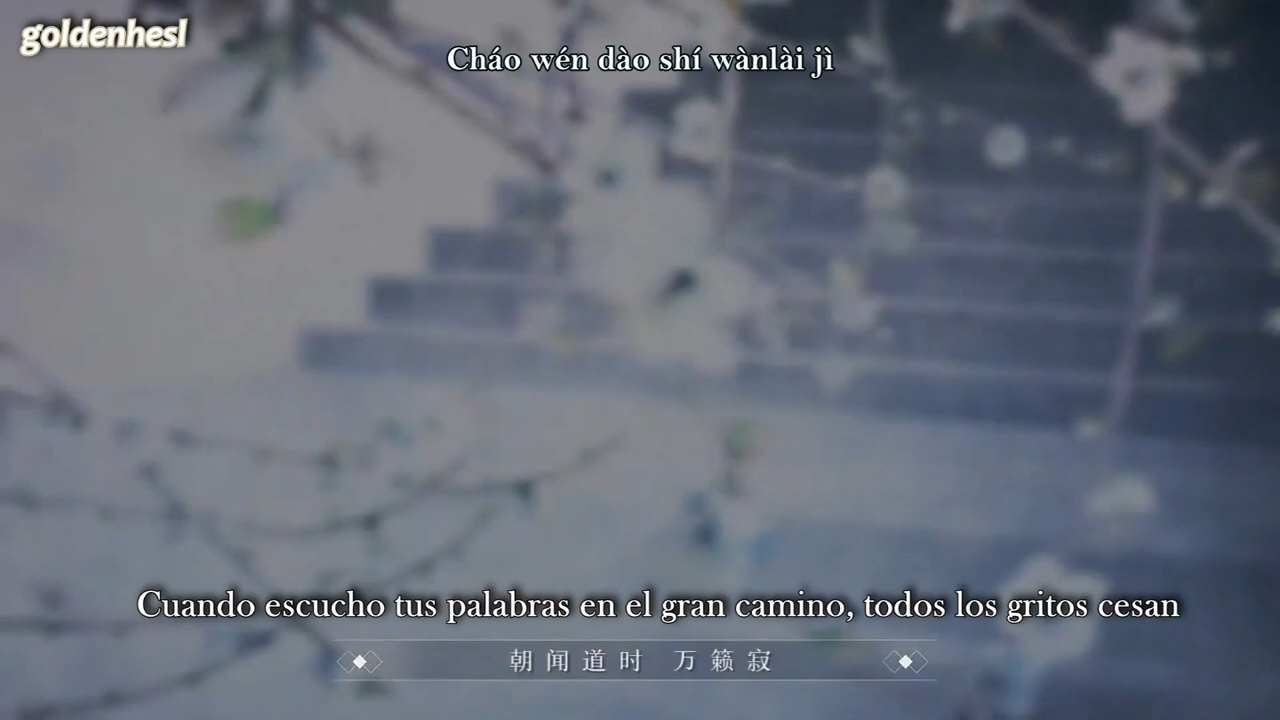 goldenhesl
Cháo wén dào shí wànlài jì
Cuando escucho tus palabras en el gran camino, todos los gritos cesan
朝闻道时 万籁寂